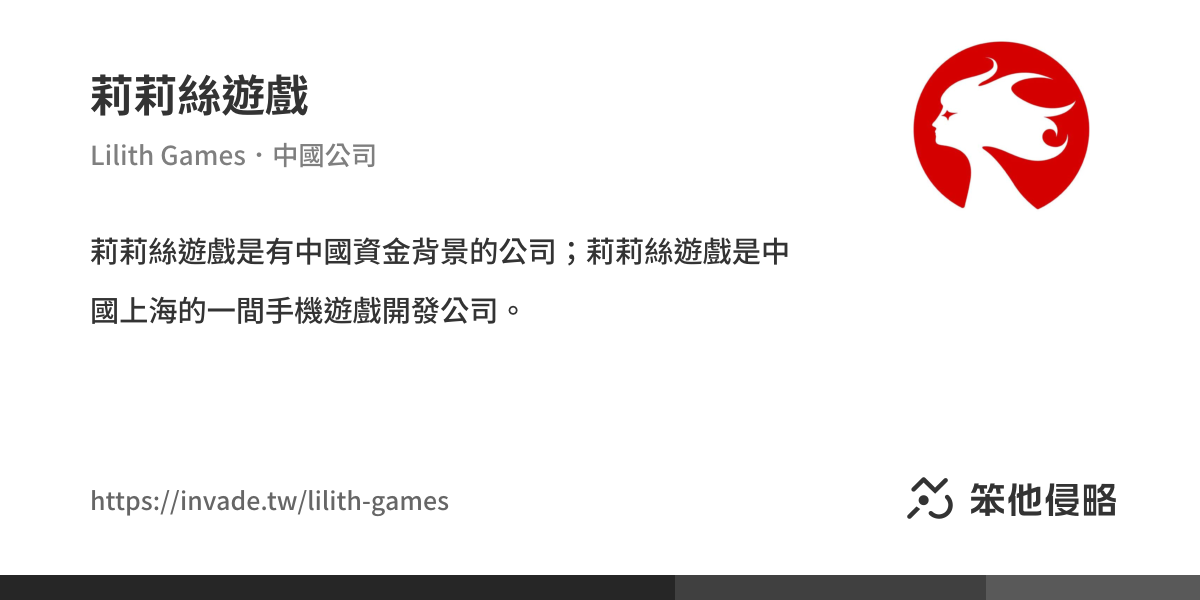 莉莉絲遊戲
Lilith Games・中國公司
莉莉絲遊戲是有中國資金背景的公司；莉莉絲遊戲是中
國上海的一間手機遊戲開發公司。
https://invade.tw/lilith-games
笨他侵略